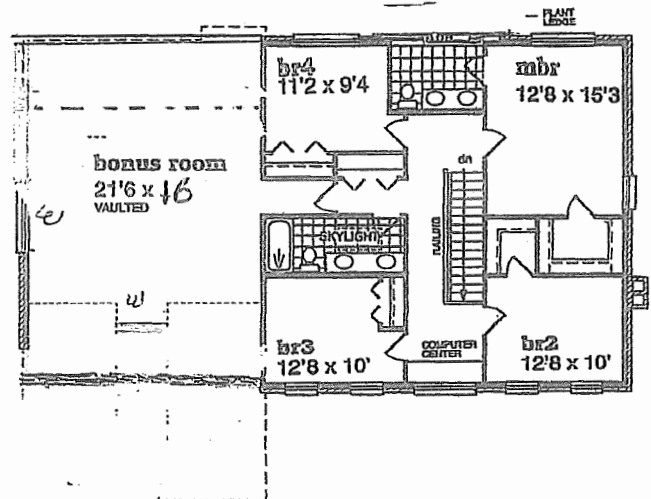 PLANT
LEDGE
br4
11'2 x 9'4
mbr
12'8 x 15'3
bonus room
21'6 x 16
VAULTED
dn
RAILING
SKYLIGHT
br3
12'8 x 10'
COMPUTER
CENTER
br2
12'8 x 10'